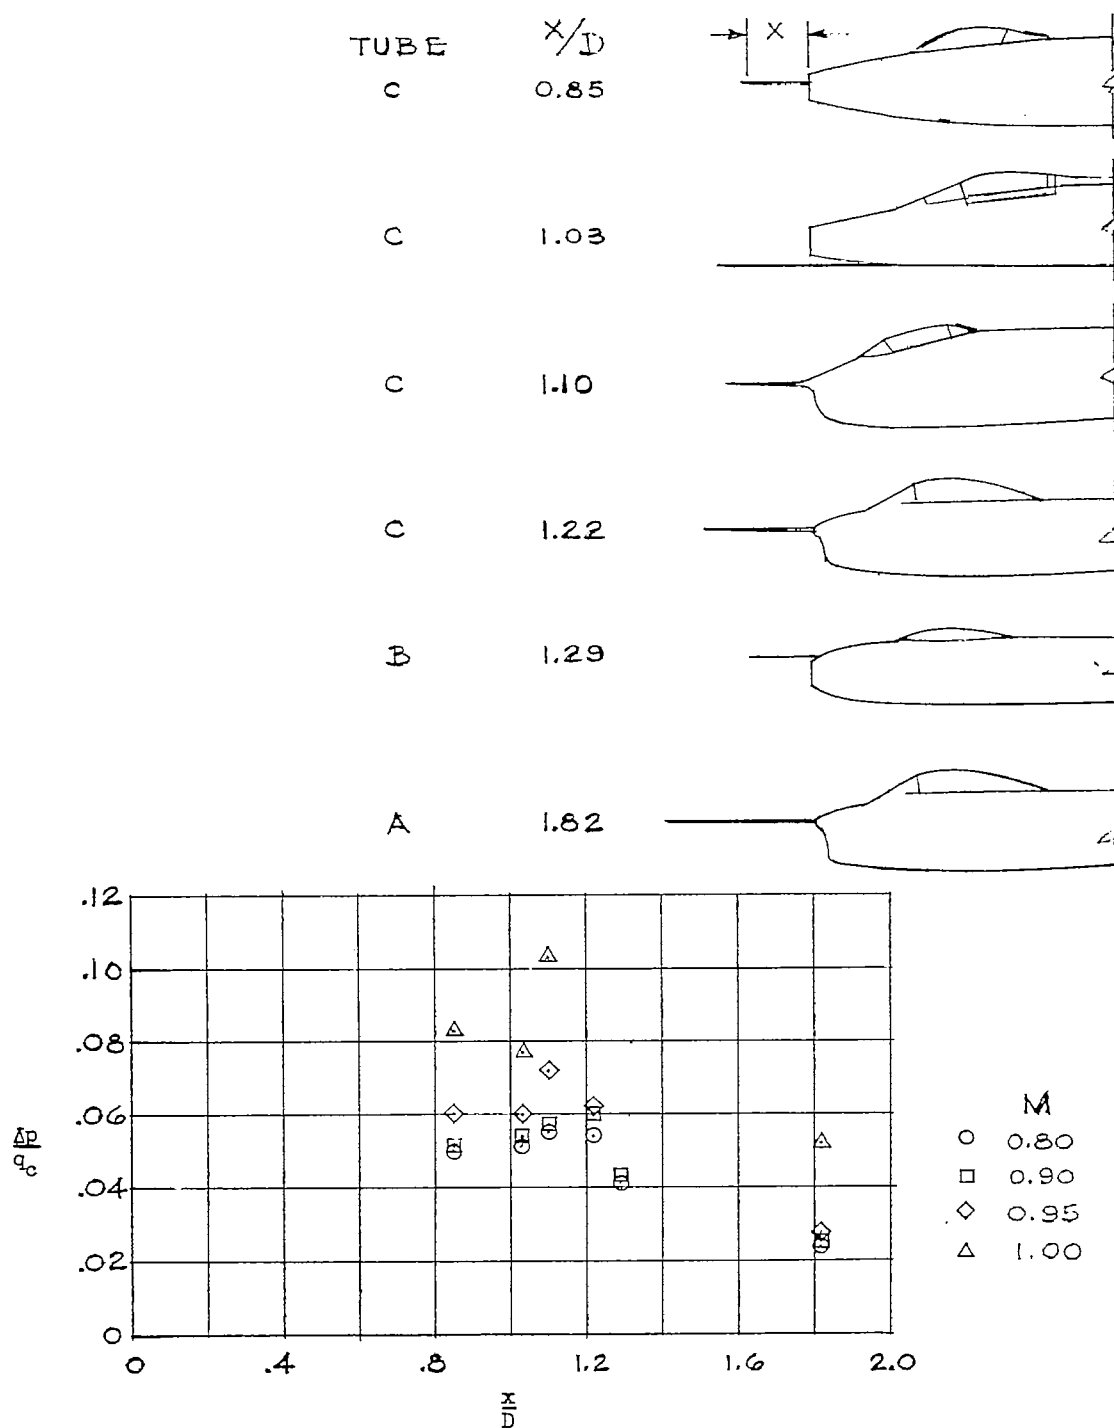 TUBE X/D X
C 0.85
C 1.03
C 1.10
C 1.22
B 1.29
A 1.82
.12
.10
.08
.06
.04
.02
0
Δp/q_c
0 .4 .8 1.2 1.6 2.0
x/D
M
○ 0.80
□ 0.90
◇ 0.95
△ 1.00